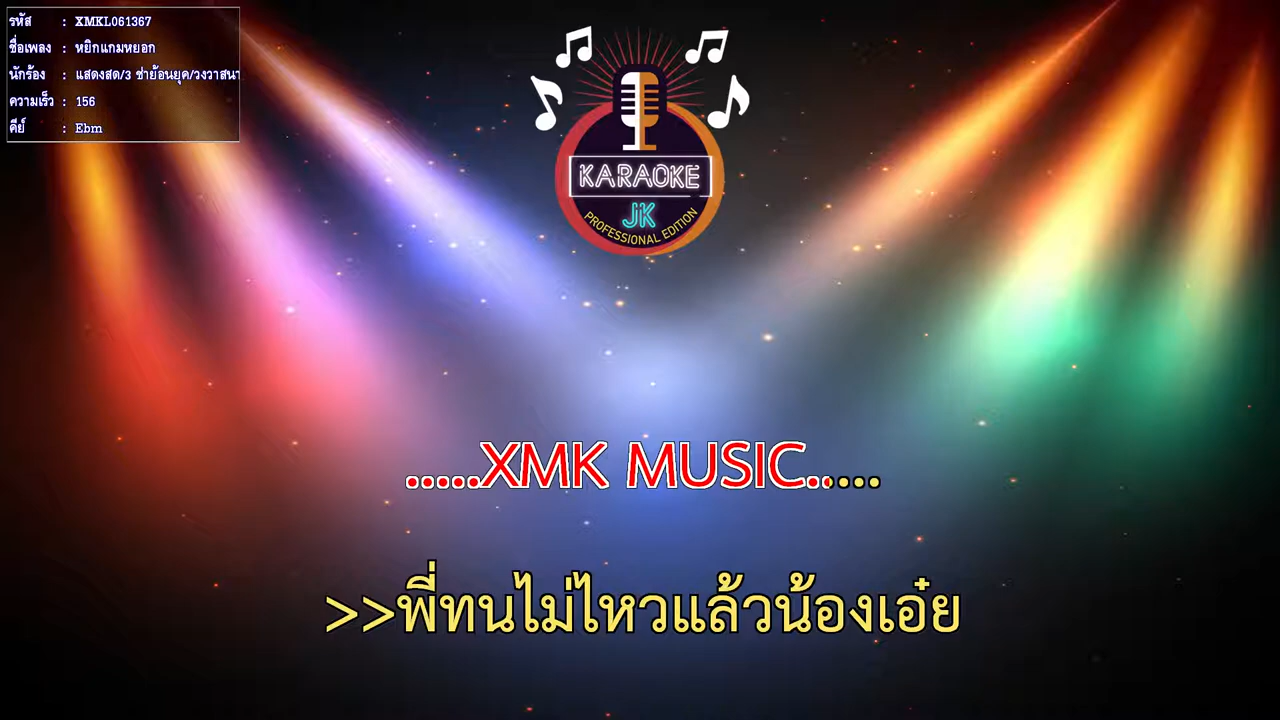 รหัส : XMKL061367
ชื่อเพลง : หยิกแกมหยอก
นักร้อง : แสดงสด/3 ช่าย้อนยุค/วงวาสนา
ความเร็ว : 156
คีย์ : Ebm
KARAOKE
JK
PROFESSIONAL EDITION
.....XMK MUSIC.....
>>พี่ทนไม่ไหวแล้วน้องเอ๋ย